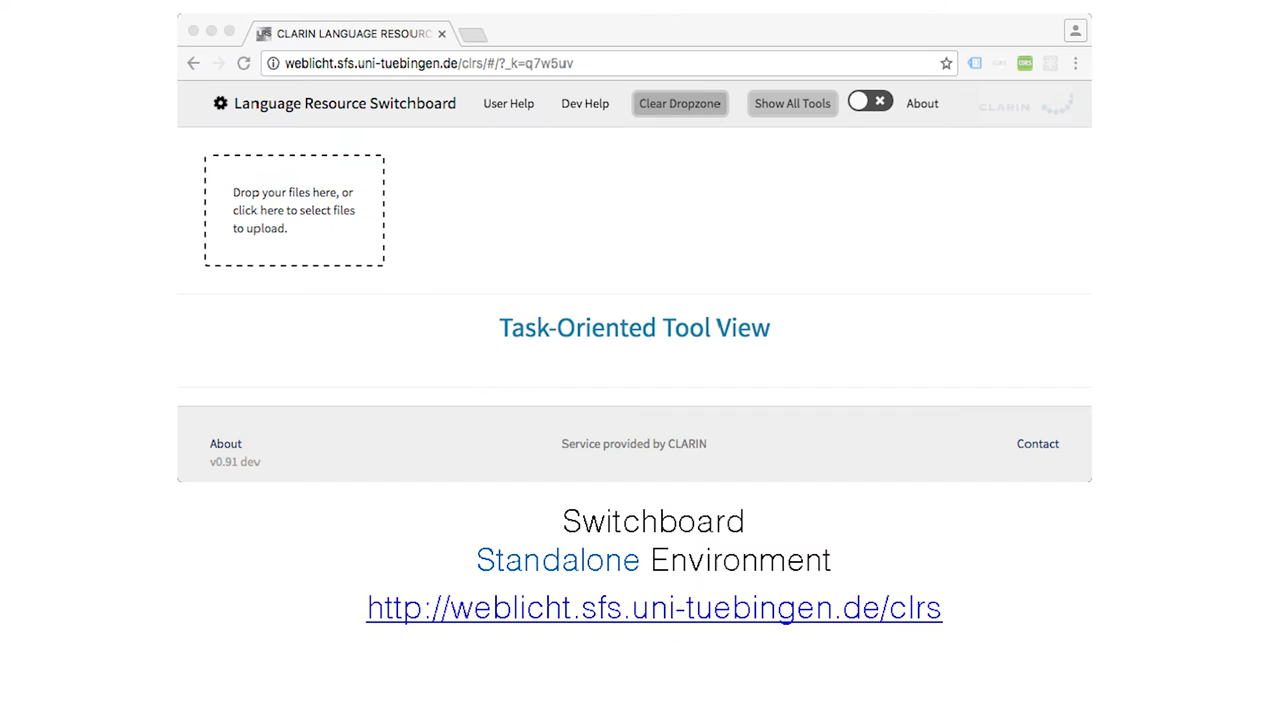 CLARIN LANGUAGE RESOURC
weblicht.sfs.uni-tuebingen.de/clrs/#/?_k=q7w5uv
Language Resource Switchboard User Help Dev Help Clear Dropzone Show All Tools About CLARIN
Drop your files here, or
click here to select files
to upload.
Task-Oriented Tool View
About Service provided by CLARIN Contact
v0.91 dev
Switchboard
Standalone Environment
http://weblicht.sfs.uni-tuebingen.de/clrs